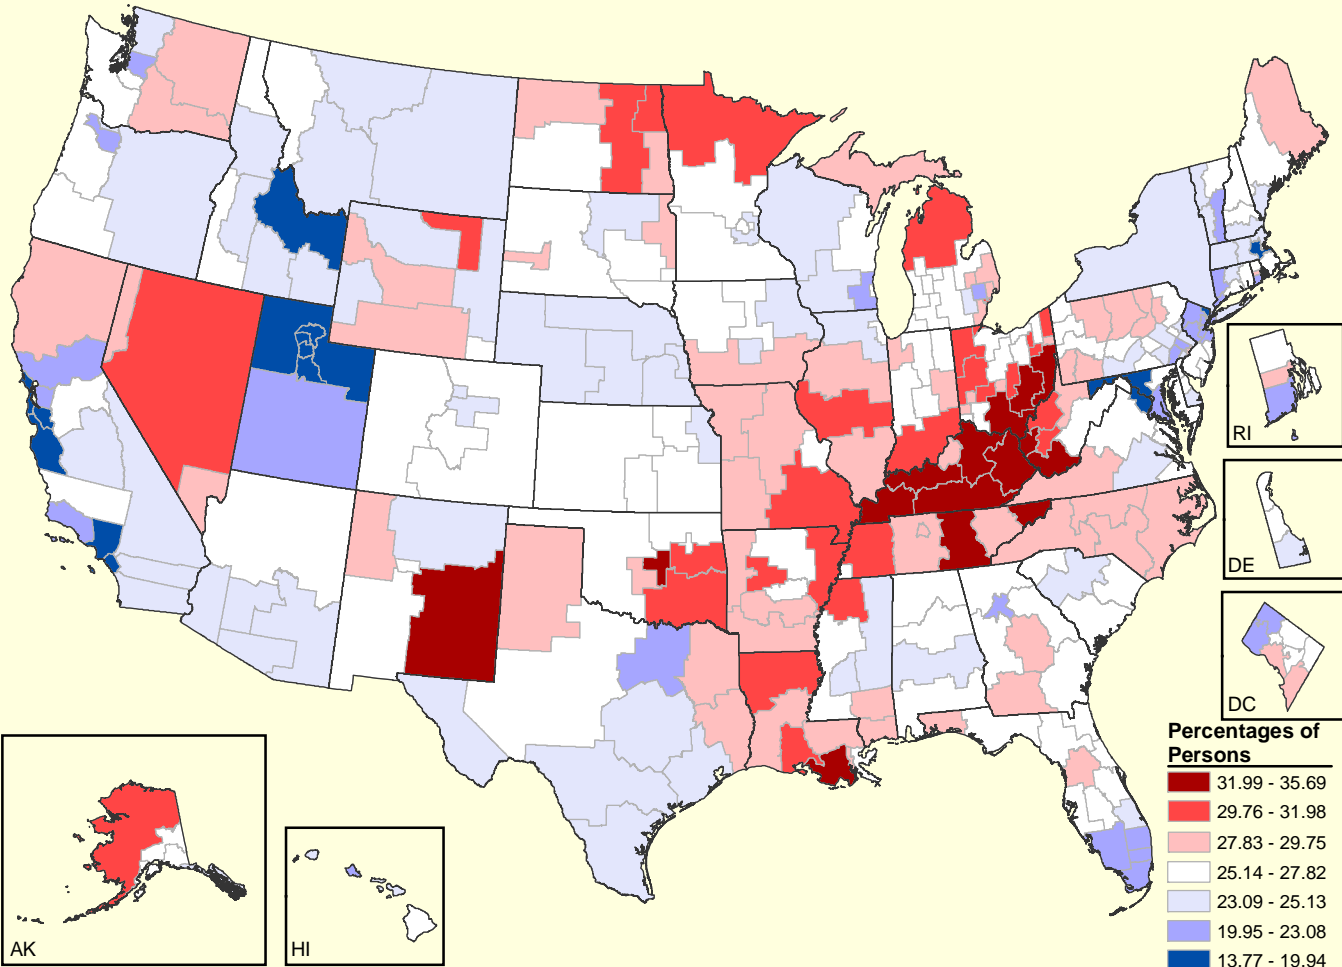 RI
DE
DC
AK
HI
Percentages of
Persons
31.99 - 35.69
29.76 - 31.98
27.83 - 29.75
25.14 - 27.82
23.09 - 25.13
19.95 - 23.08
13.77 - 19.94